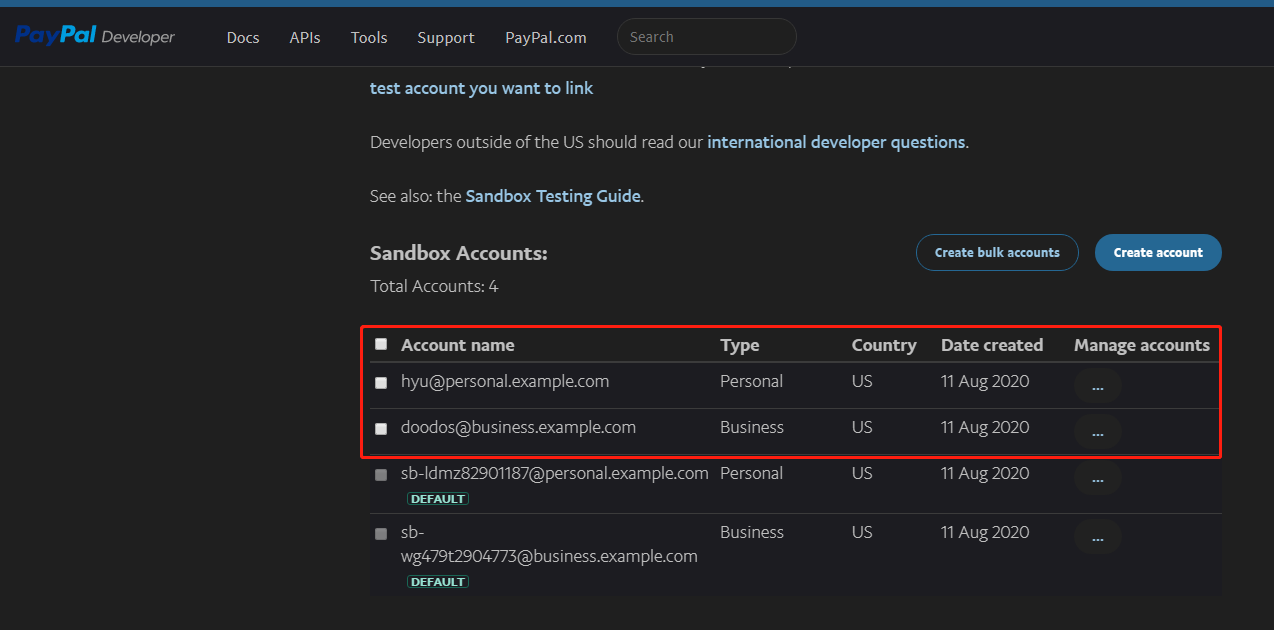 PayPal Developer Docs APIs Tools Support PayPal.com Search
test account you want to link
Developers outside of the US should read our international developer questions.
See also: the Sandbox Testing Guide.
Sandbox Accounts: Create bulk accounts Create account
Total Accounts: 4
Account name Type Country Date created Manage accounts
hyu@personal.example.com Personal US 11 Aug 2020 ...
doodos@business.example.com Business US 11 Aug 2020 ...
sb-ldmz82901187@personal.example.com Personal US 11 Aug 2020 ...
DEFAULT
sb- Business US 11 Aug 2020 ...
wg479t2904773@business.example.com
DEFAULT